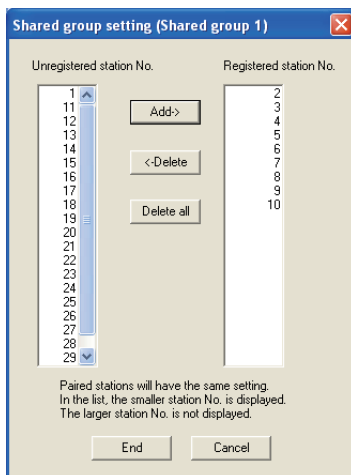 Shared group setting (Shared group 1)
Unregistered station No.
Registered station No.
1
11
12
13
14
15
16
17
18
19
20
21
22
23
24
25
26
27
28
29
Add->
<-Delete
Delete all
2
3
4
5
6
7
8
9
10
Paired stations will have the same setting.
In the list, the smaller station No. is displayed.
The larger station No. is not displayed.
End
Cancel